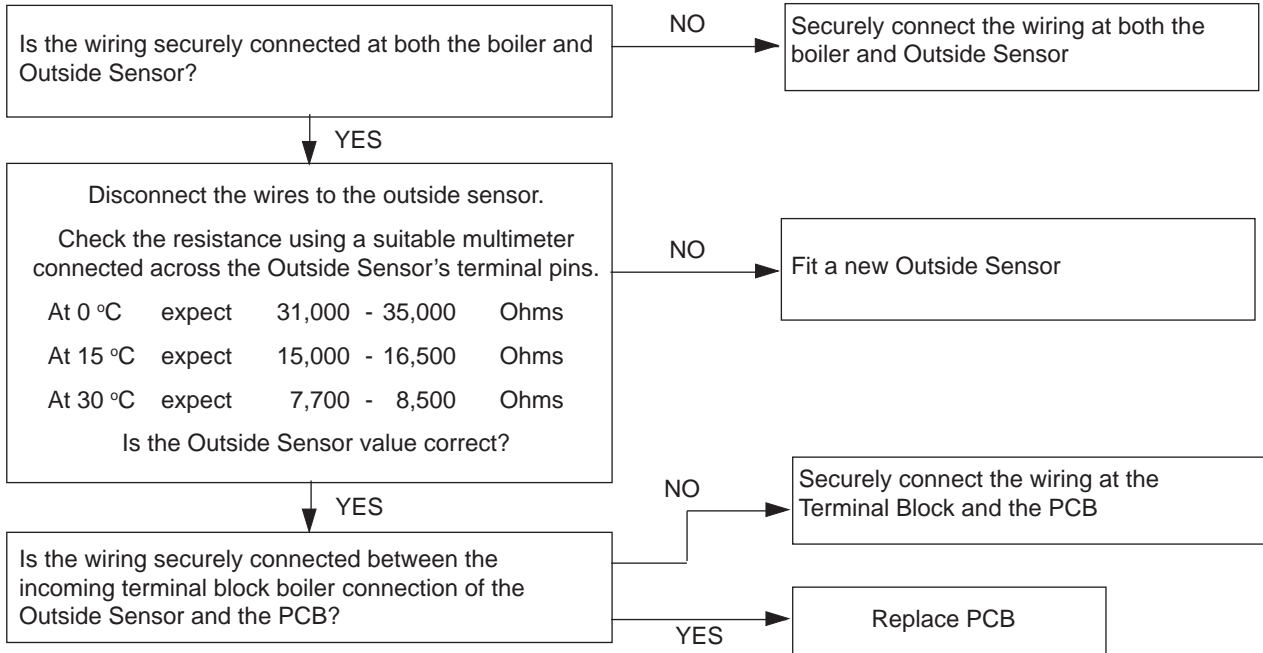 Is the wiring securely connected at both the boiler and
Outside Sensor?
NO
Securely connect the wiring at both the
boiler and Outside Sensor
YES
Disconnect the wires to the outside sensor.
Check the resistance using a suitable multimeter
connected across the Outside Sensor's terminal pins.
At 0 °C expect 31,000 - 35,000 Ohms
At 15 °C expect 15,000 - 16,500 Ohms
At 30 °C expect 7,700 - 8,500 Ohms
Is the Outside Sensor value correct?
NO
Fit a new Outside Sensor
YES
Is the wiring securely connected between the
incoming terminal block boiler connection of the
Outside Sensor and the PCB?
NO
Securely connect the wiring at the
Terminal Block and the PCB
YES
Replace PCB